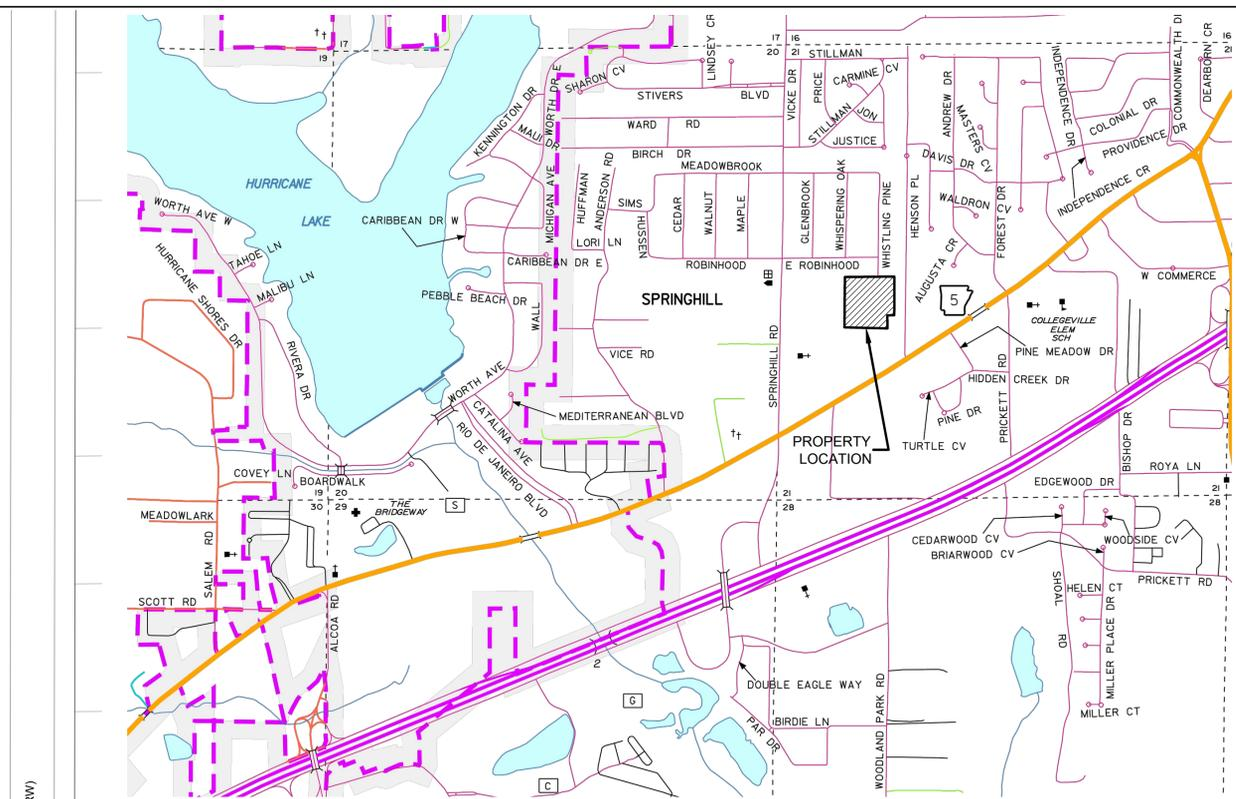 17
19
17 16
20 21
16
LINDSEY CR
STILLMAN
SHARON CV
STIVERS BLVD
VICKE DR
PRICE
CARMINE CV
STILLMAN
JON
JUSTICE
ANDREW DR
MASTERS CV
INDEPENDENCE DR
COLONIAL DR
PROVIDENCE DR
COMMONWEALTH DI
DEARBORN CR
INDEPENDENCE CR
KENNINGTON DR
MAUI DR
WORTH DR E
WARD RD
BIRCH DR
MEADOWBROOK
DAVIS DR
WALDRON CV
FOREST DR
HURRICANE
LAKE
WORTH AVE W
CARIBBEAN DR W
MICHIGAN AVE
HUFFMAN
ANDERSON RD
SIMS
LORI LN
HUSSEN
CEDAR
WALNUT
MAPLE
GLENBROOK
WHISPERING OAK
WHISTLING PINE
HENSON PL
AUGUSTA CR
TAHOE LN
MALIBU LN
HURRICANE SHORES DR
RIVERA DR
CARIBBEAN DR E
PEBBLE BEACH DR
WALL
ROBINHOOD
E ROBINHOOD
SPRINGHILL
SPRINGHILL RD
5
COLLEGEVILLE
ELEM
SCH
W COMMERCE
VICE RD
PINE MEADOW DR
HIDDEN CREEK DR
PRICKETT RD
PINE DR
TURTLE CV
WORTH AVE
CATALINA AVE
RIO DE JANEIRO BLVD
MEDITERRANEAN BLVD
PROPERTY
LOCATION
BISHOP DR
ROYA LN
EDGEWOOD DR
COVEY LN
BOARDWALK
19 20
30 29
THE
BRIDGEWAY
S
21
28
21
28
MEADOWLARK
SALEM RD
SCOTT RD
ALCOA RD
CEDARWOOD CV
BRIARWOOD CV
WOODSIDE CV
PRICKETT RD
SHOAL RD
HELEN CT
MILLER PLACE DR
MILLER CT
2
G
C
DOUBLE EAGLE WAY
BIRDIE LN
PAR DR
WOODLAND PARK RD
RW)